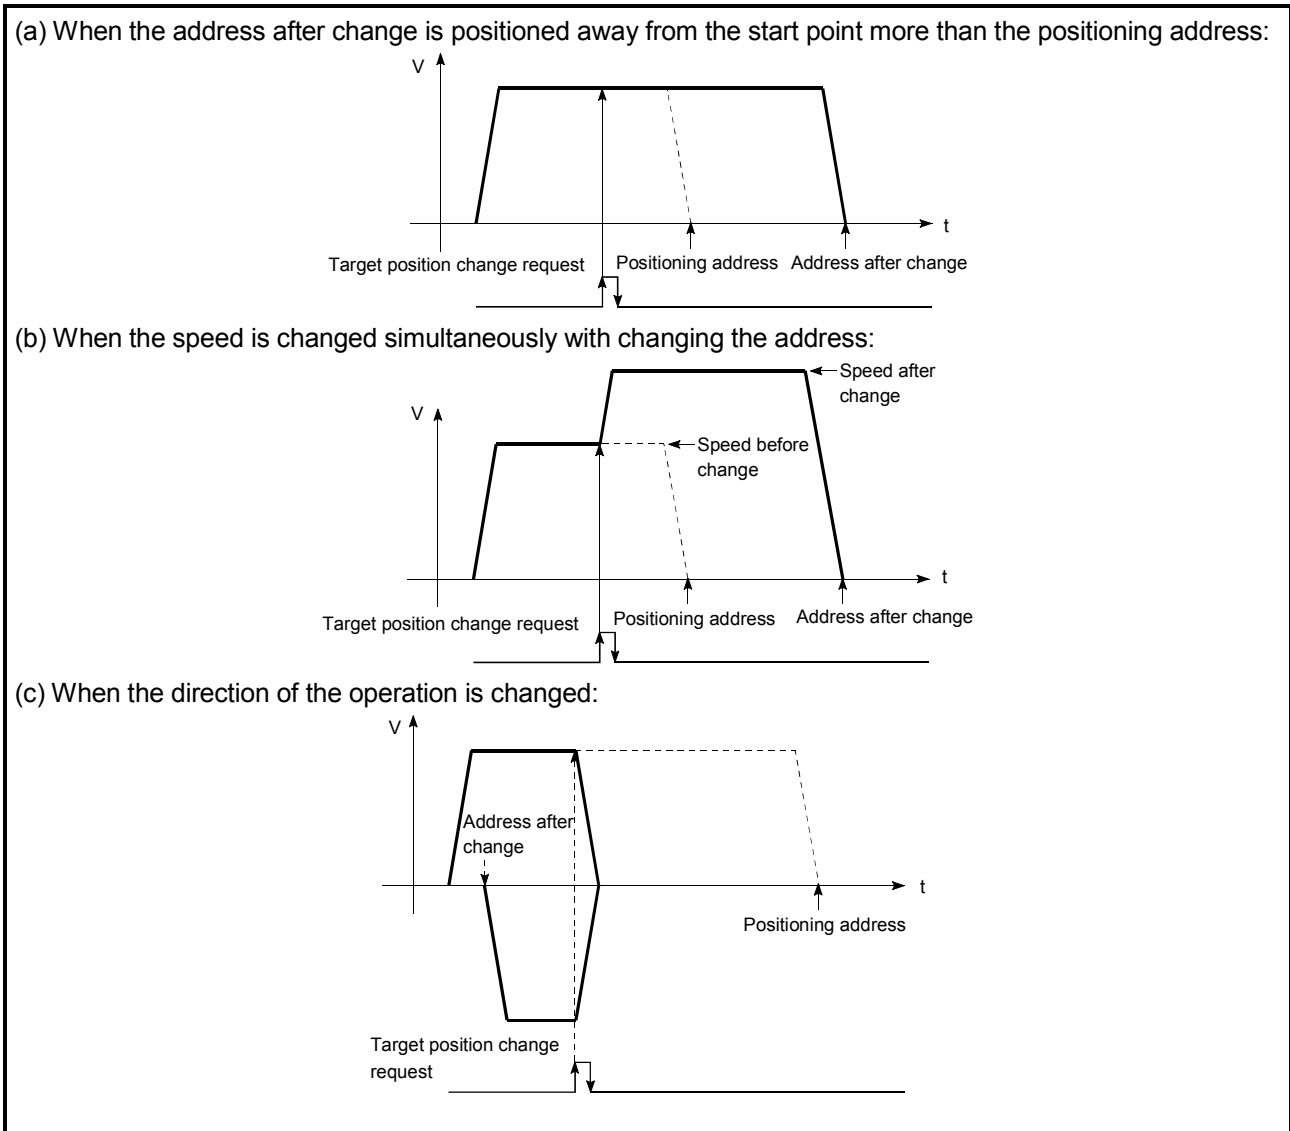 (a) When the address after change is positioned away from the start point more than the positioning address:
V
t
Target position change request
Positioning address
Address after change
(b) When the speed is changed simultaneously with changing the address:
Speed after
change
V
Speed before
change
t
Target position change request
Positioning address
Address after change
(c) When the direction of the operation is changed:
V
Address after
change
t
Positioning address
Target position change
request